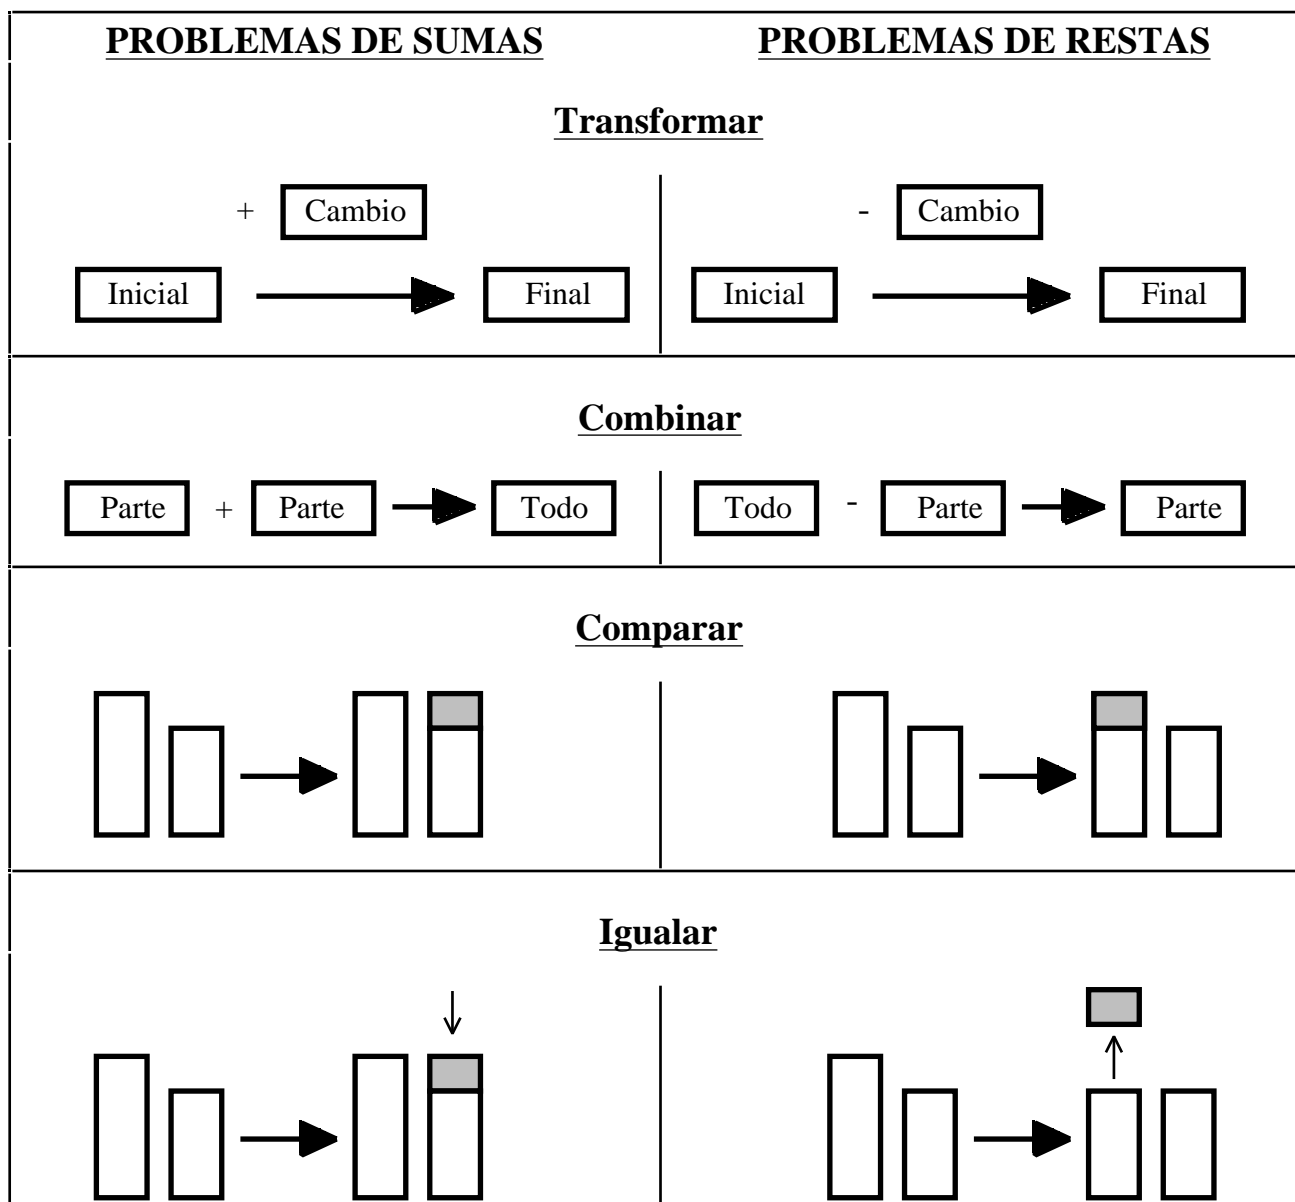 PROBLEMAS DE SUMAS PROBLEMAS DE RESTAS
Transformar
+ Cambio - Cambio
Inicial Final Inicial Final
Combinar
Parte + Parte Todo Todo - Parte Parte
Comparar
Igualar